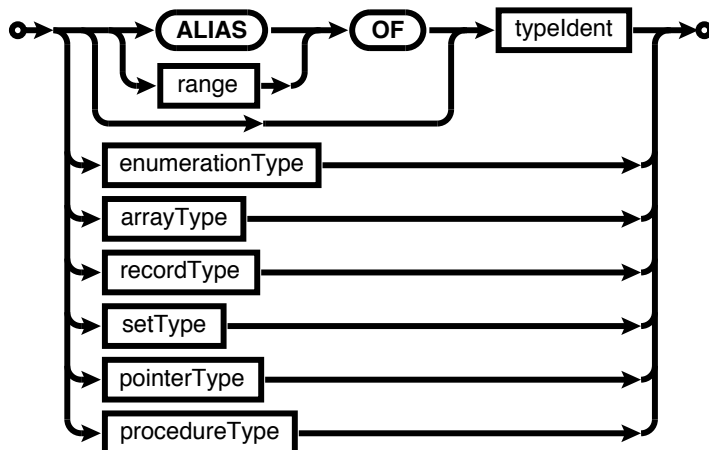 ALIAS OF typeIdent
range
enumerationType
arrayType
recordType
setType
pointerType
procedureType